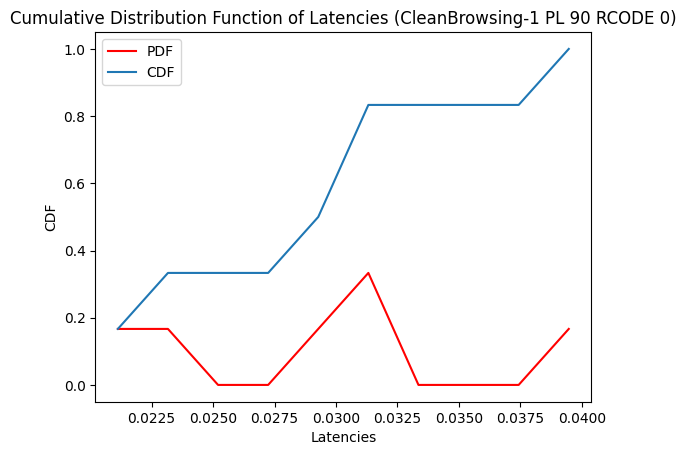 Cumulative Distribution Function of Latencies (CleanBrowsing-1 PL 90 RCODE 0)
PDF
CDF
1.0
0.8
0.6
0.4
0.2
0.0
CDF
0.0225 0.0250 0.0275 0.0300 0.0325 0.0350 0.0375 0.0400
Latencies